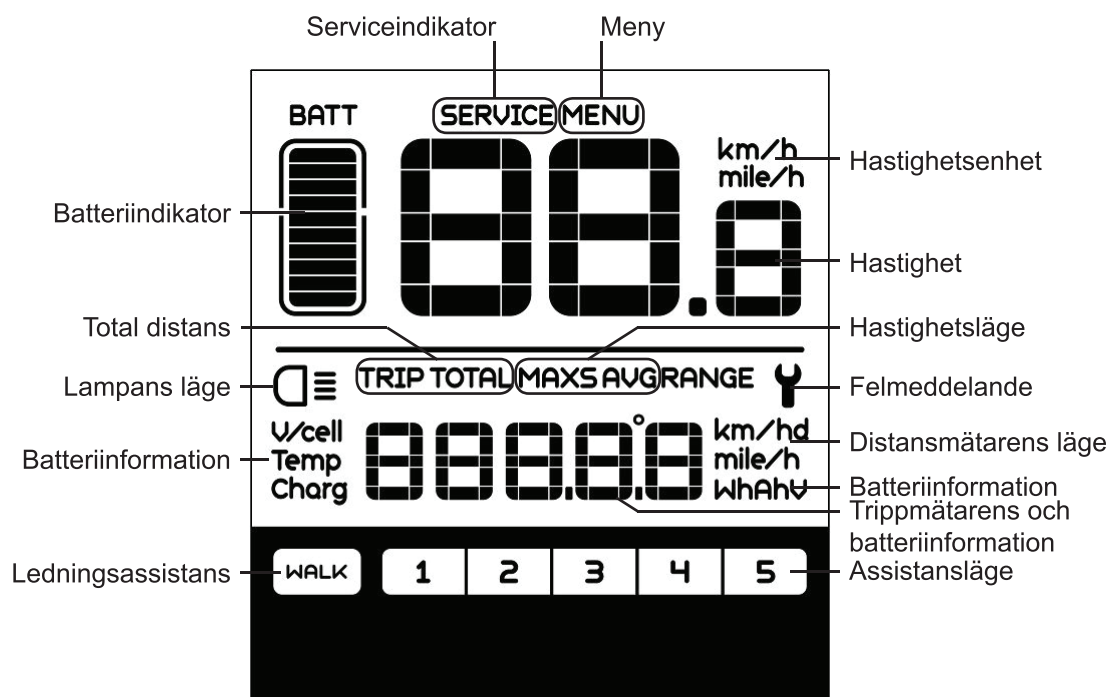 Serviceindikator Meny
BATT SERVICE MENU
km/h
mile/h
Hastighetsenhet
Batteriindikator
88.8
Hastighet
Total distans
Hastighetsläge
TRIP TOTAL MAXS AVG RANGE
Lampans läge
Felmeddelande
V/cell
Temp
Charg
888.8.8°
km/hd
mile/h
WhAhV
Batteriinformation
Distansmätarens läge
Batteriinformation
Trippmätarens och
batteriinformation
Ledningsassistans
WALK 1 2 3 4 5
Assistansläge